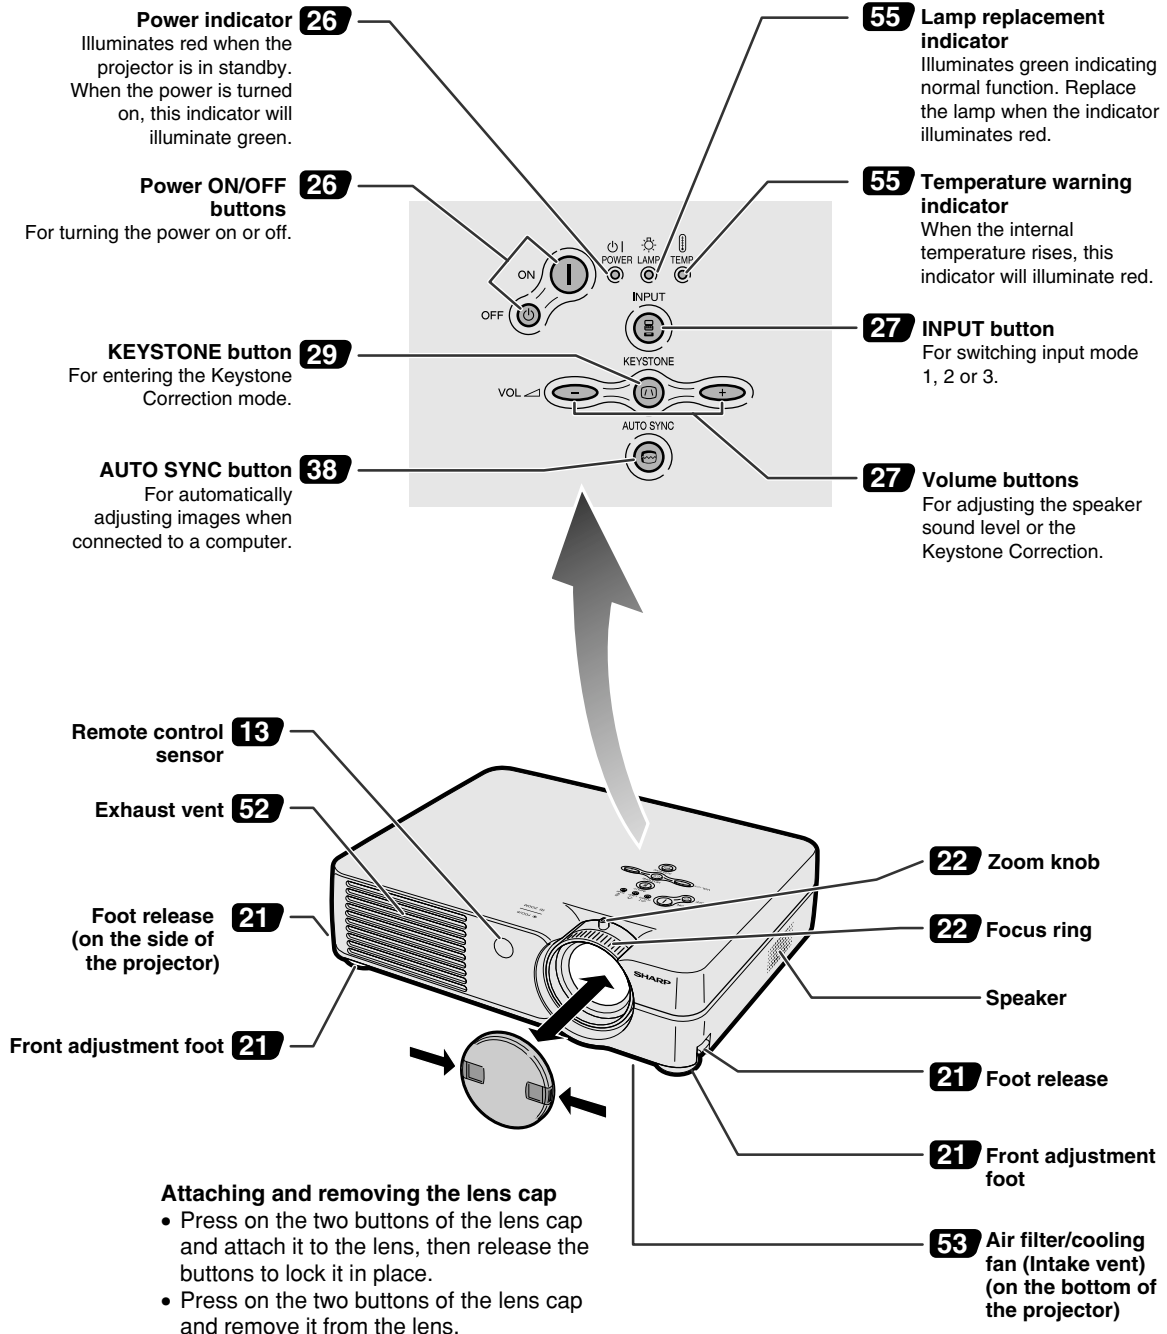 Power indicator 26
Illuminates red when the
projector is in standby.
When the power is turned
on, this indicator will
illuminate green.
Power ON/OFF 26
buttons
For turning the power on or off.
KEYSTONE button 29
For entering the Keystone
Correction mode.
AUTO SYNC button 38
For automatically
adjusting images when
connected to a computer.
55 Lamp replacement
indicator
Illuminates green indicating
normal function. Replace
the lamp when the indicator
illuminates red.
55 Temperature warning
indicator
When the internal
temperature rises, this
indicator will illuminate red.
27 INPUT button
For switching input mode
1, 2 or 3.
27 Volume buttons
For adjusting the speaker
sound level or the
Keystone Correction.
POWER LAMP TEMP.
ON
OFF
INPUT
KEYSTONE
VOL − +
AUTO SYNC
Remote control 13
sensor
Exhaust vent 52
Foot release 21
(on the side of
the projector)
Front adjustment foot 21
SHARP
22 Zoom knob
22 Focus ring
Speaker
21 Foot release
21 Front adjustment
foot
53 Air filter/cooling
fan (Intake vent)
(on the bottom of
the projector)
Attaching and removing the lens cap
• Press on the two buttons of the lens cap
and attach it to the lens, then release the
buttons to lock it in place.
• Press on the two buttons of the lens cap
and remove it from the lens.